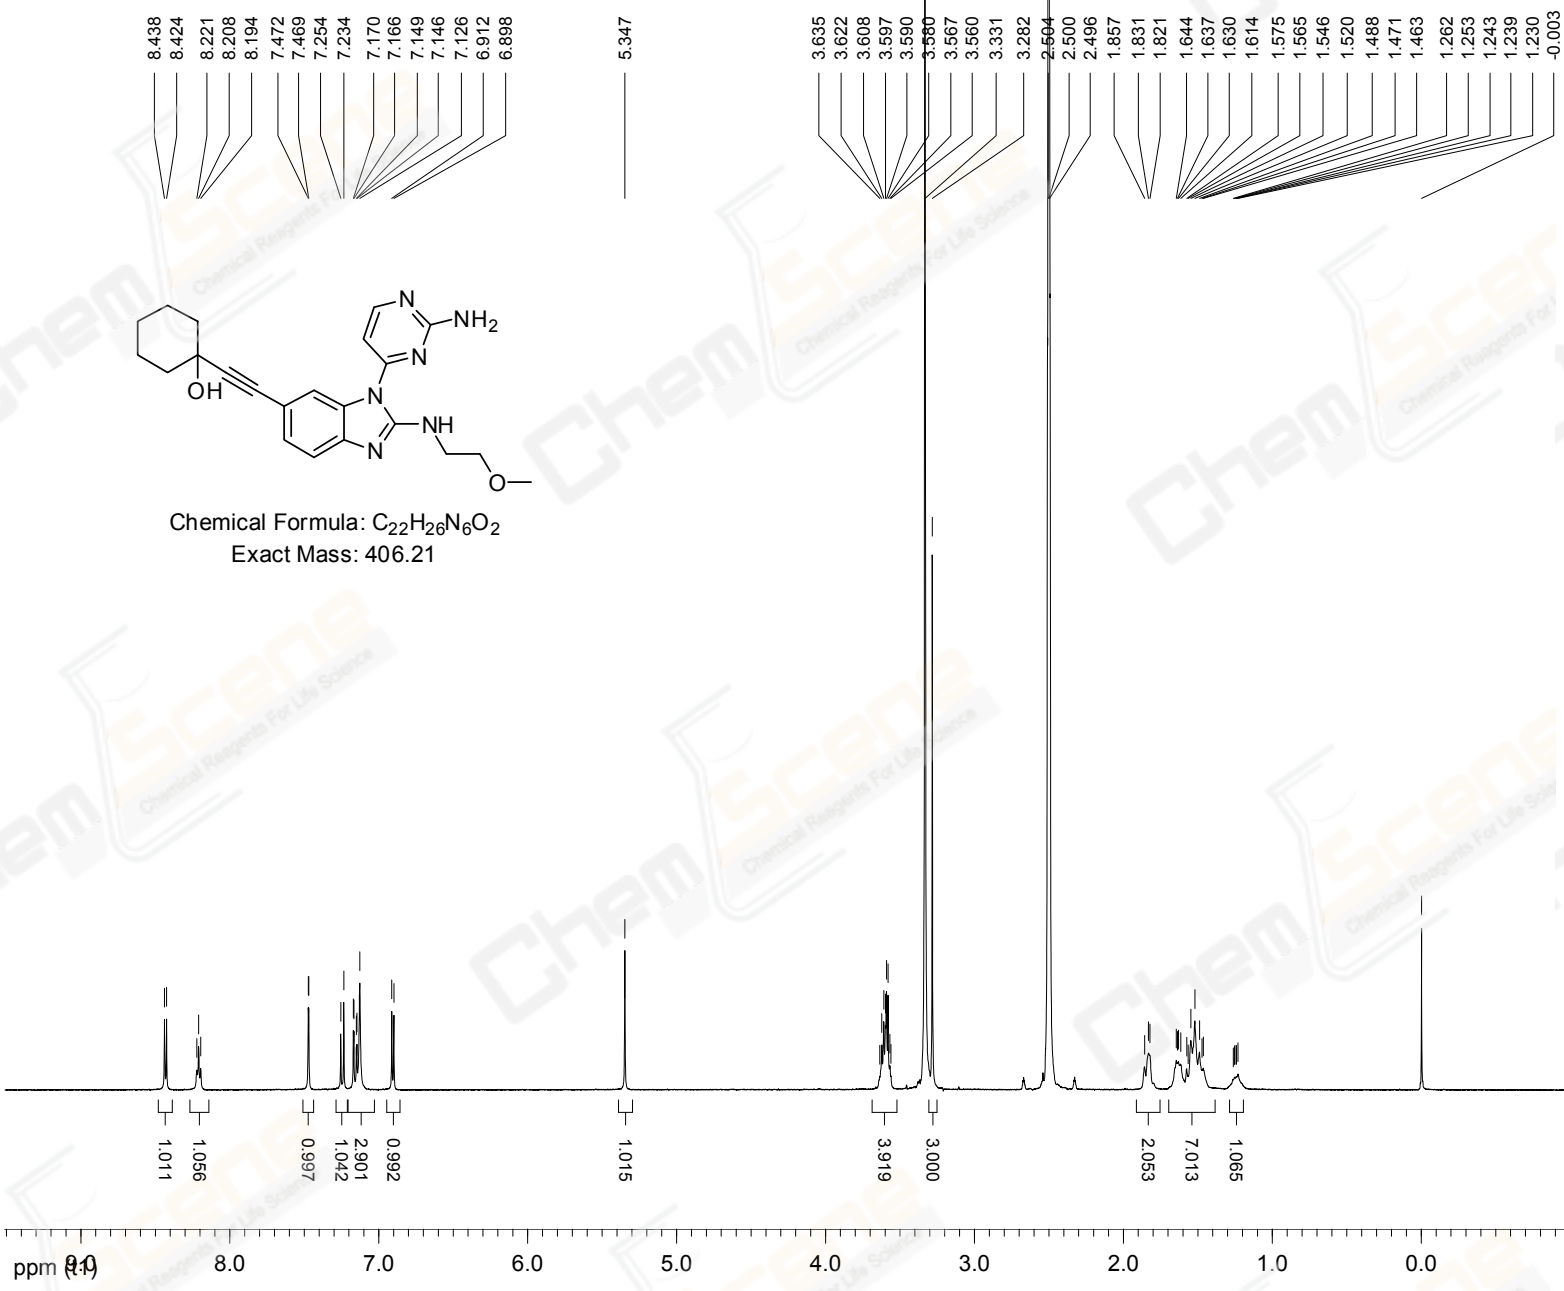 8.438 8.424 8.221 8.208 8.194 7.472 7.469 7.254 7.234 7.170 7.166 7.149 7.146 7.126 6.912 6.898 5.347 3.635 3.622 3.608 3.597 3.590 3.580 3.567 3.560 3.331 3.282 2.504 2.500 2.496 1.857 1.831 1.821 1.644 1.637 1.630 1.614 1.575 1.565 1.546 1.520 1.488 1.471 1.463 1.262 1.253 1.243 1.239 1.230 -0.003
N
NH2
N
OH
N
NH
N
O
Chemical Formula: C22H26N6O2
Exact Mass: 406.21
1.011 1.056 0.997 1.042 2.901 0.992 1.015 3.919 3.000 2.053 7.013 1.065
ppm (t1) 9.0 8.0 7.0 6.0 5.0 4.0 3.0 2.0 1.0 0.0
ChemScene
Chemical Reagents For Life Science